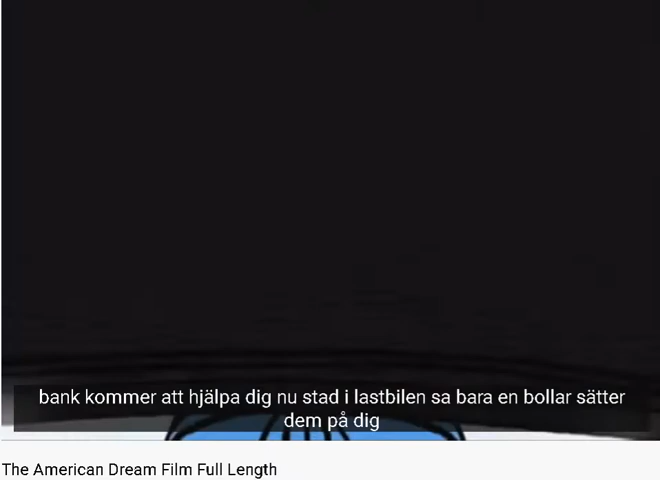 bank kommer att hjälpa dig nu stad i lastbilen sa bara en bollar sätter
dem på dig
The American Dream Film Full Length